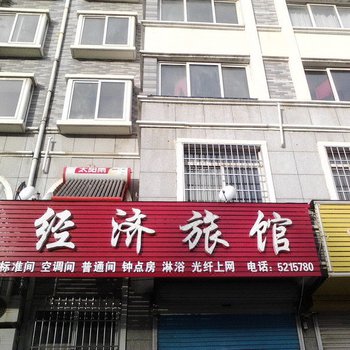 太阳雨
经济旅馆
标准间 空调间 普通间 钟点房 淋浴 光纤上网 电话：5215780